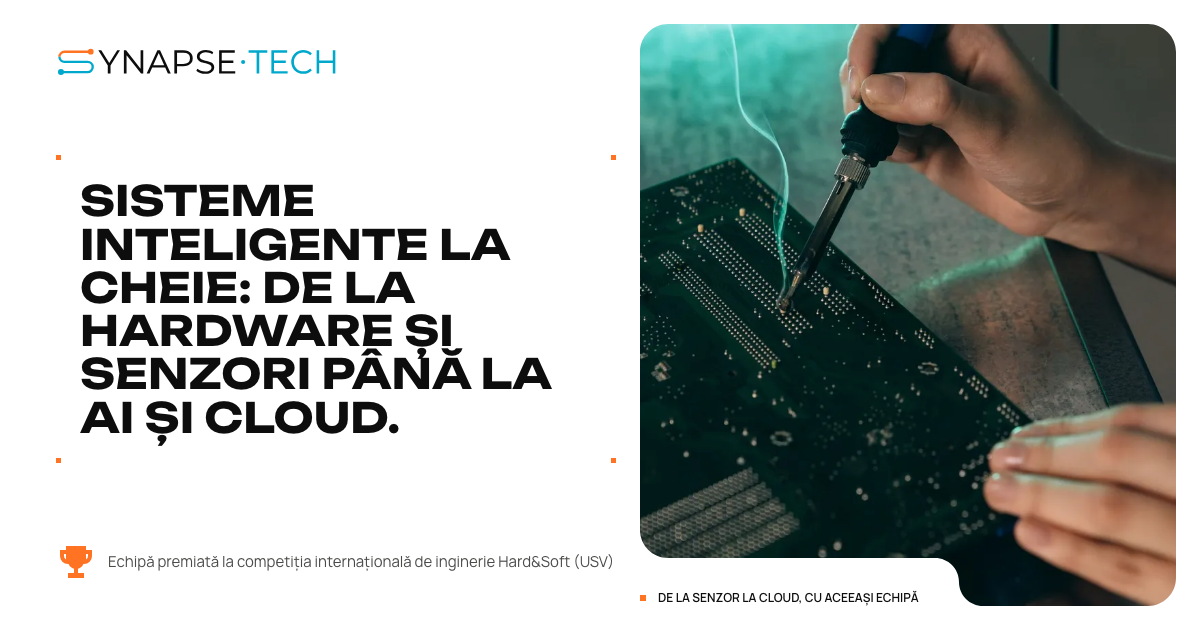 SYNAPSE·TECH
SISTEME
INTELIGENTE LA
CHEIE: DE LA
HARDWARE ȘI
SENZORI PÂNĂ LA
AI ȘI CLOUD.
Echipă premiată la competiția internațională de inginerie Hard&Soft (USV)
DE LA SENZOR LA CLOUD, CU ACEEAȘI ECHIPĂ